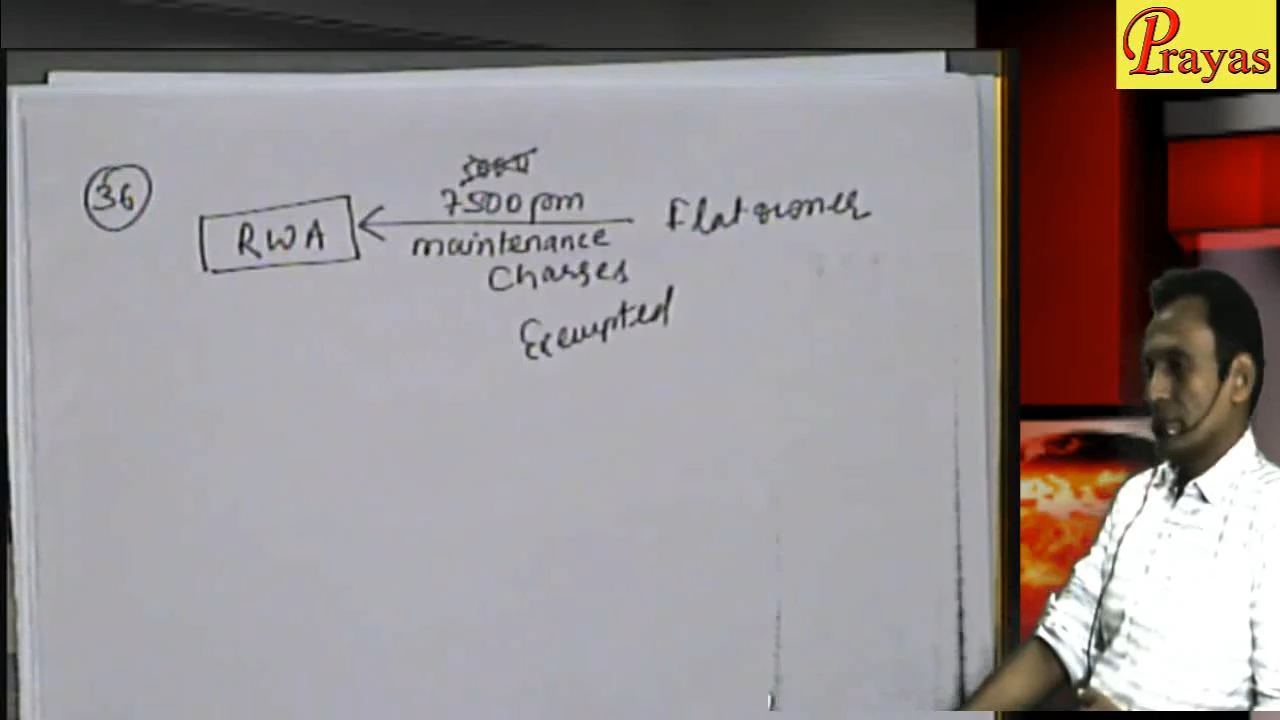 Prayas
36
5000
7500 pm
RWA
Flat owner
maintenance
Charges
Exempted